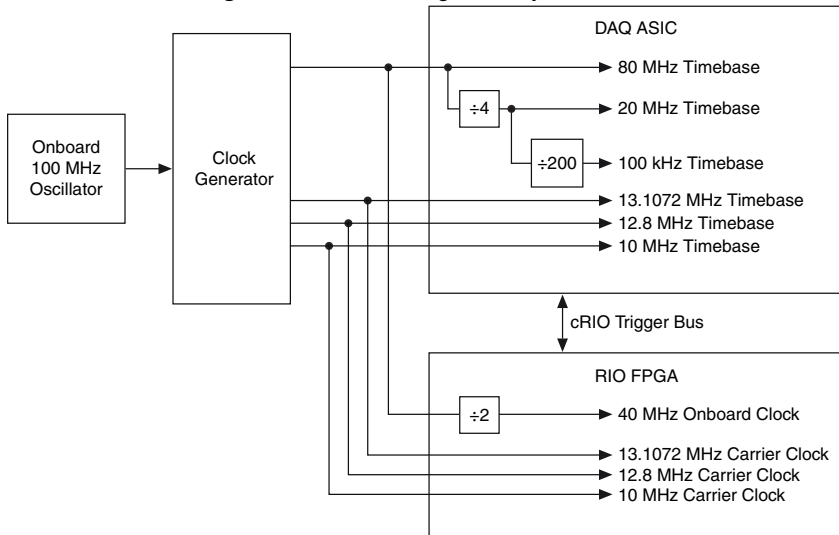 DAQ ASIC
80 MHz Timebase
÷4
20 MHz Timebase
Onboard
100 MHz
Oscillator
Clock
Generator
÷200
100 kHz Timebase
13.1072 MHz Timebase
12.8 MHz Timebase
10 MHz Timebase
cRIO Trigger Bus
RIO FPGA
÷2
40 MHz Onboard Clock
13.1072 MHz Carrier Clock
12.8 MHz Carrier Clock
10 MHz Carrier Clock